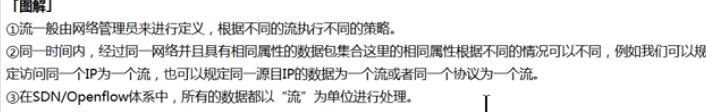 「图解」
①流一般由网络管理员来进行定义，根据不同的流执行不同的策略。
②同一时间内，经过同一网络并且具有相同属性的数据包集合这里的相同属性根据不同的情况可以不同，例如我们可以规
定访问同一个IP为一个流，也可以规定同一源目IP的数据为一个流或者同一个协议为一个流。
③在SDN/Openflow体系中，所有的数据都以“流”为单位进行处理。